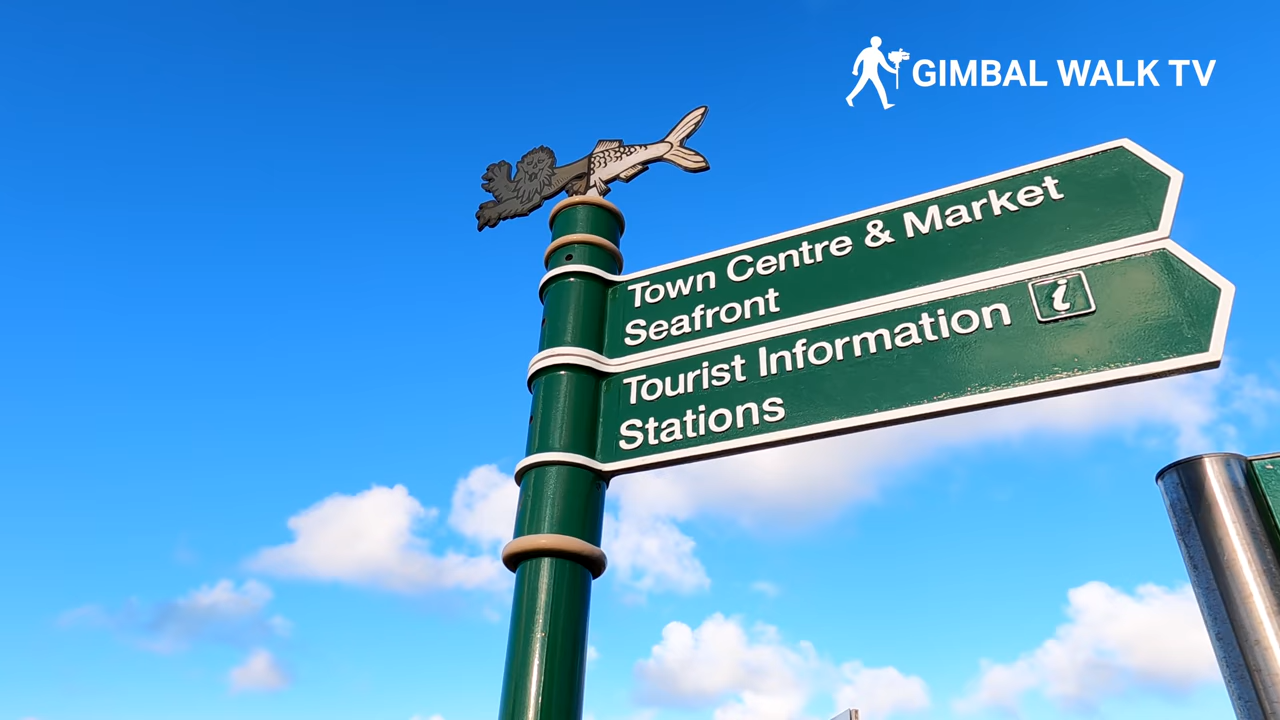 GIMBAL WALK TV
Town Centre & Market
Seafront
Tourist Information i
Stations